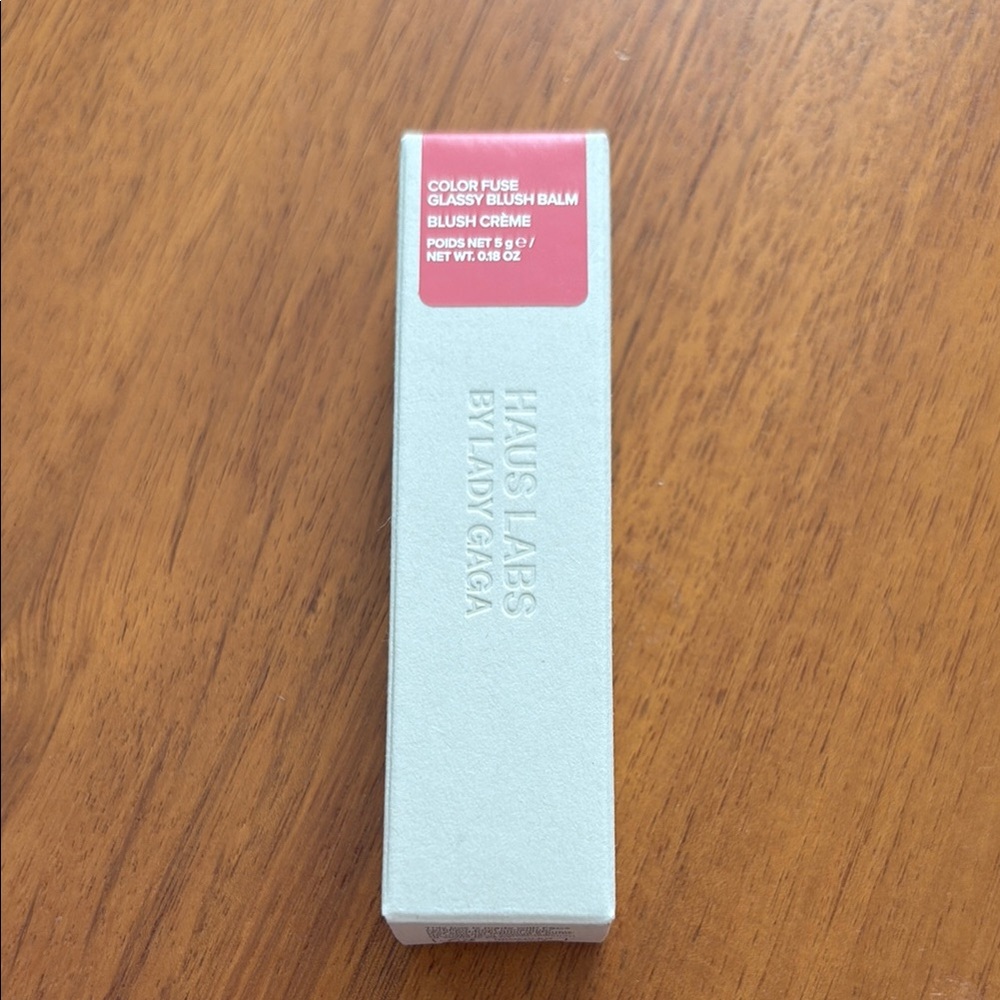 COLOR FUSE
GLASSY BLUSH BALM
BLUSH CRÈME
POIDS NET 5 g ℮ /
NET WT. 0.18 OZ
HAUS LABS
BY LADY GAGA